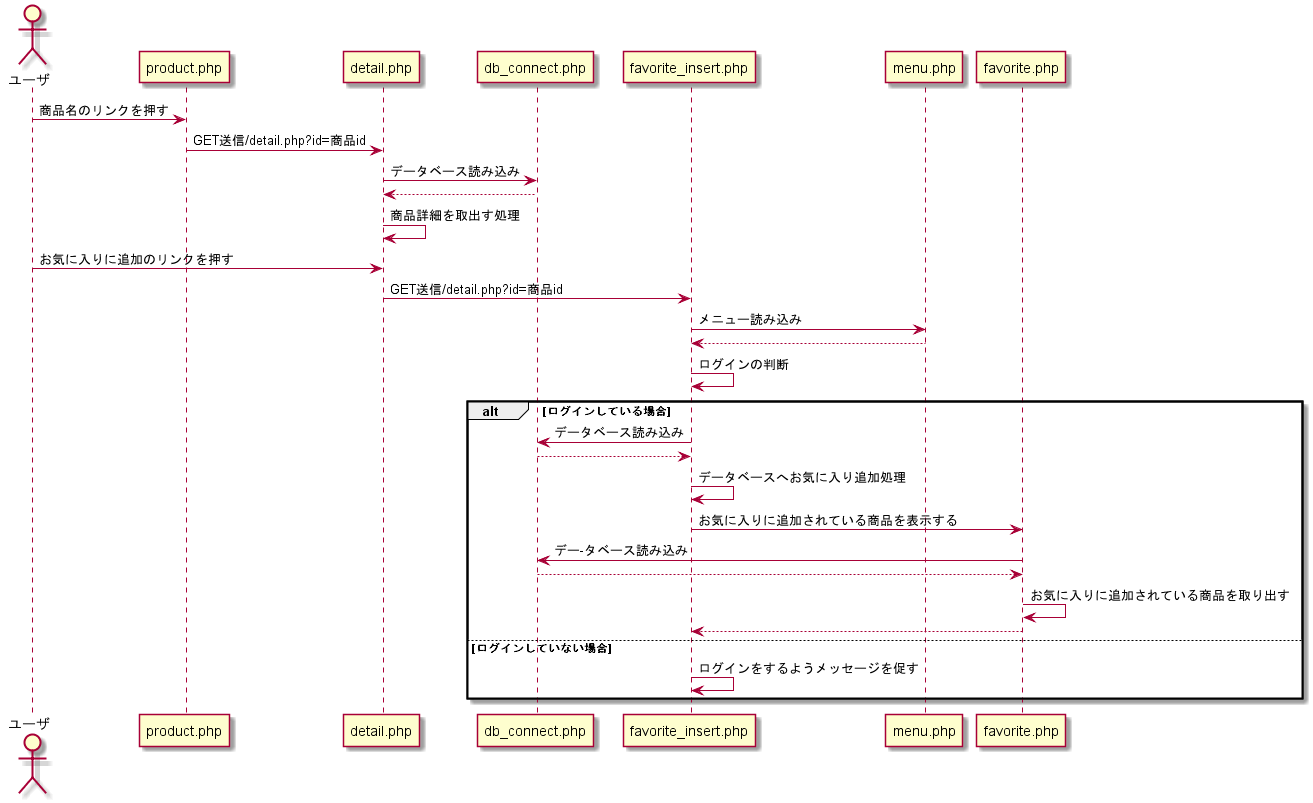 ユーザ
product.php
detail.php
db_connect.php
favorite_insert.php
menu.php
favorite.php
商品名のリンクを押す
GET送信/detail.php?id=商品id
データベース読み込み
商品詳細を取出す処理
お気に入りに追加のリンクを押す
GET送信/detail.php?id=商品id
メニュー読み込み
ログインの判断
alt
[ログインしている場合]
データベース読み込み
データベースへお気に入り追加処理
お気に入りに追加されている商品を表示する
デー-タベース読み込み
お気に入りに追加されている商品を取り出す
[ログインしていない場合]
ログインをするようメッセージを促す
ユーザ
product.php
detail.php
db_connect.php
favorite_insert.php
menu.php
favorite.php